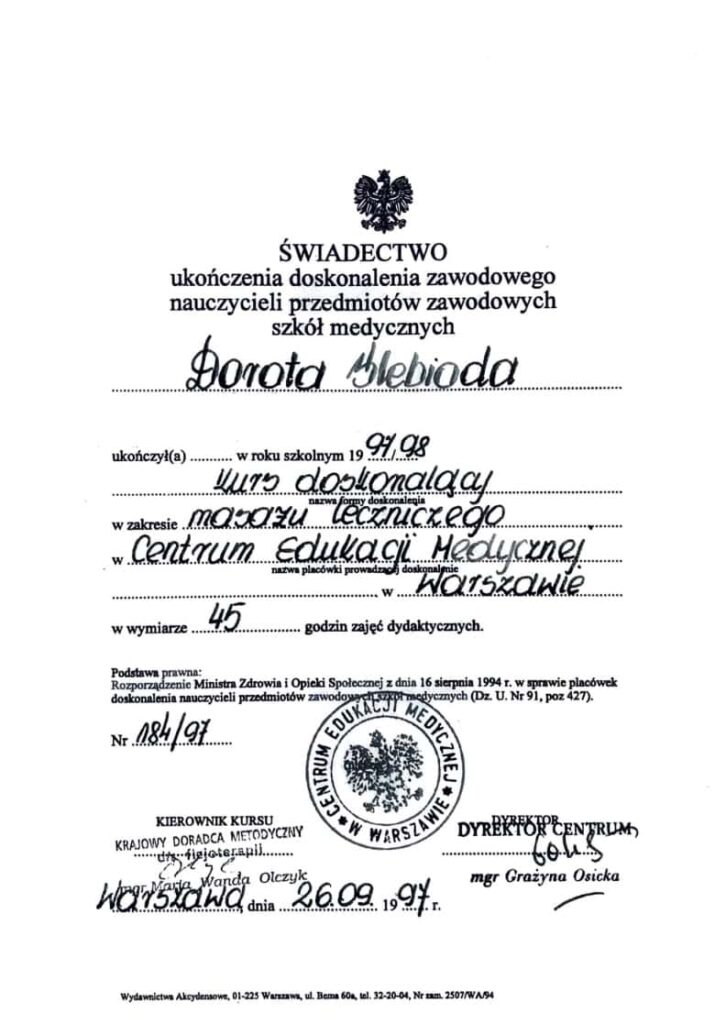 ŚWIADECTWO
ukończenia doskonalenia zawodowego
nauczycieli przedmiotów zawodowych
szkół medycznych
Dorota Klebioda
ukończył(a) .......... w roku szkolnym 19 97/98
kurs doskonalący
nazwa formy doskonalenia
w zakresie masażu leczniczego
w Centrum Edukacji Medycznej
nazwa placówki prowadzącej doskonalenie
w Warszawie
w wymiarze 45 godzin zajęć dydaktycznych.
Podstawa prawna:
Rozporządzenie Ministra Zdrowia i Opieki Społecznej z dnia 16 sierpnia 1994 r. w sprawie placówek
doskonalenia nauczycieli przedmiotów zawodowych szkół medycznych (Dz. U. Nr 91, poz 427).
Nr 184/97
CENTRUM EDUKACJI MEDYCZNEJ
W WARSZAWIE
KIEROWNIK KURSU
KRAJOWY DORADCA METODYCZNY
d/s fizjoterapii
mgr Maria Wanda Olczyk
DYREKTOR
DYREKTOR CENTRUM
mgr Grażyna Osicka
Warszawa, dnia 26.09. 1997 r.
Wydawnictwa Akcydensowe, 01-225 Warszawa, ul. Bema 60a, tel. 32-20-04, Nr zam. 2507/WA/94